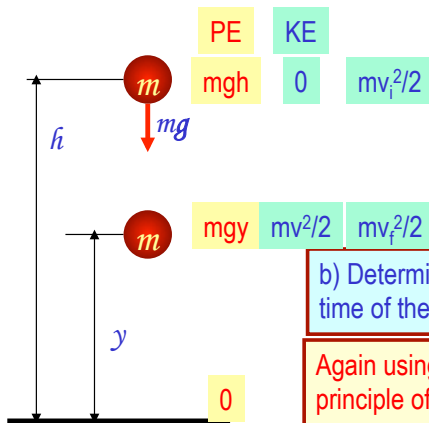 PE KE
m mgh 0 mvᵢ²/2
h mg
m mgy mv²/2 mv_f²/2
b) Determi
time of the
y
Again using
principle of
0